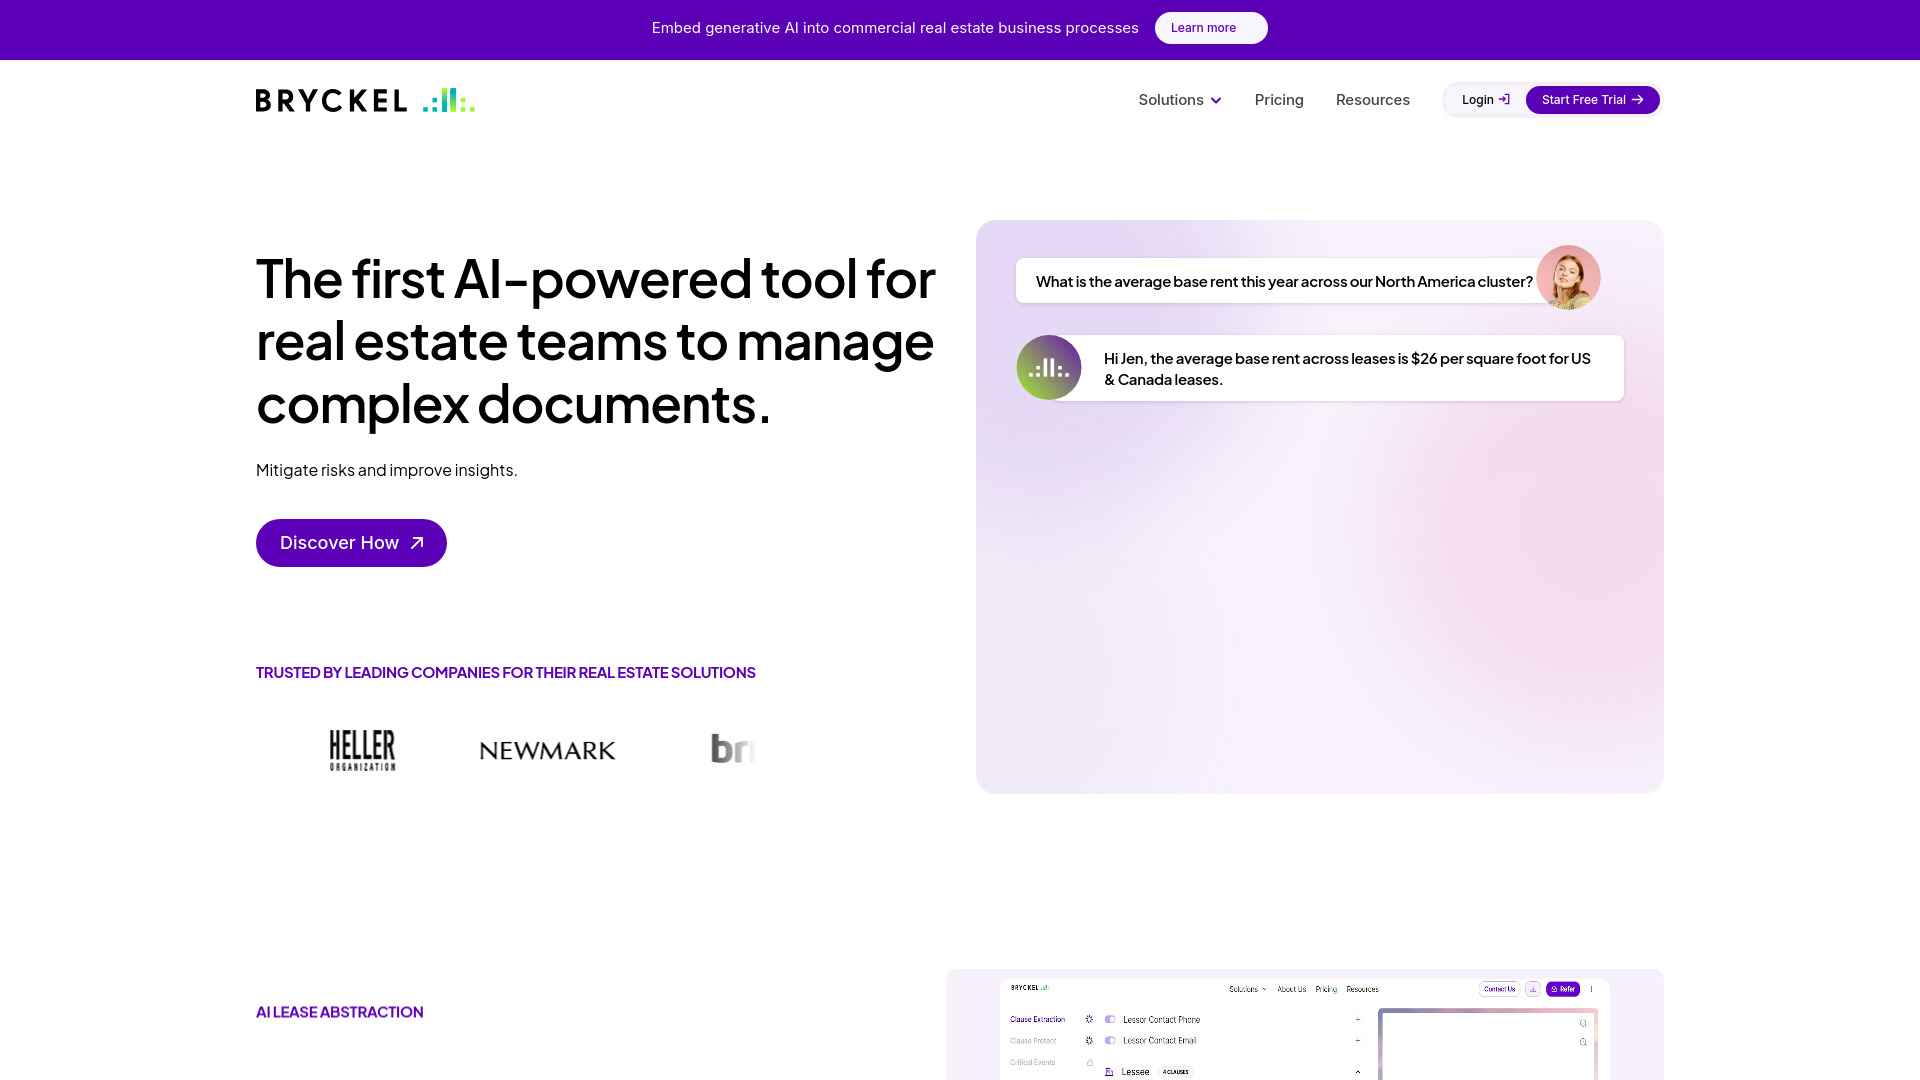 Embed generative AI into commercial real estate business processes
Learn more
BRYCKEL
Solutions
Pricing
Resources
Login
Start Free Trial
The first AI-powered tool for
real estate teams to manage
complex documents.
Mitigate risks and improve insights.
Discover How
What is the average base rent this year across our North America cluster?
Hi Jen, the average base rent across leases is $26 per square foot for US
& Canada leases.
TRUSTED BY LEADING COMPANIES FOR THEIR REAL ESTATE SOLUTIONS
HELLER
ORGANIZATION
NEWMARK
br
AI LEASE ABSTRACTION
BRYCKEL
Solutions
About Us
Pricing
Resources
Contact Us
Refer
Clause Extraction
Lessor Contact Phone
Clause Protect
Lessor Contact Email
Critical Events
Lessee
4 CLAUSES